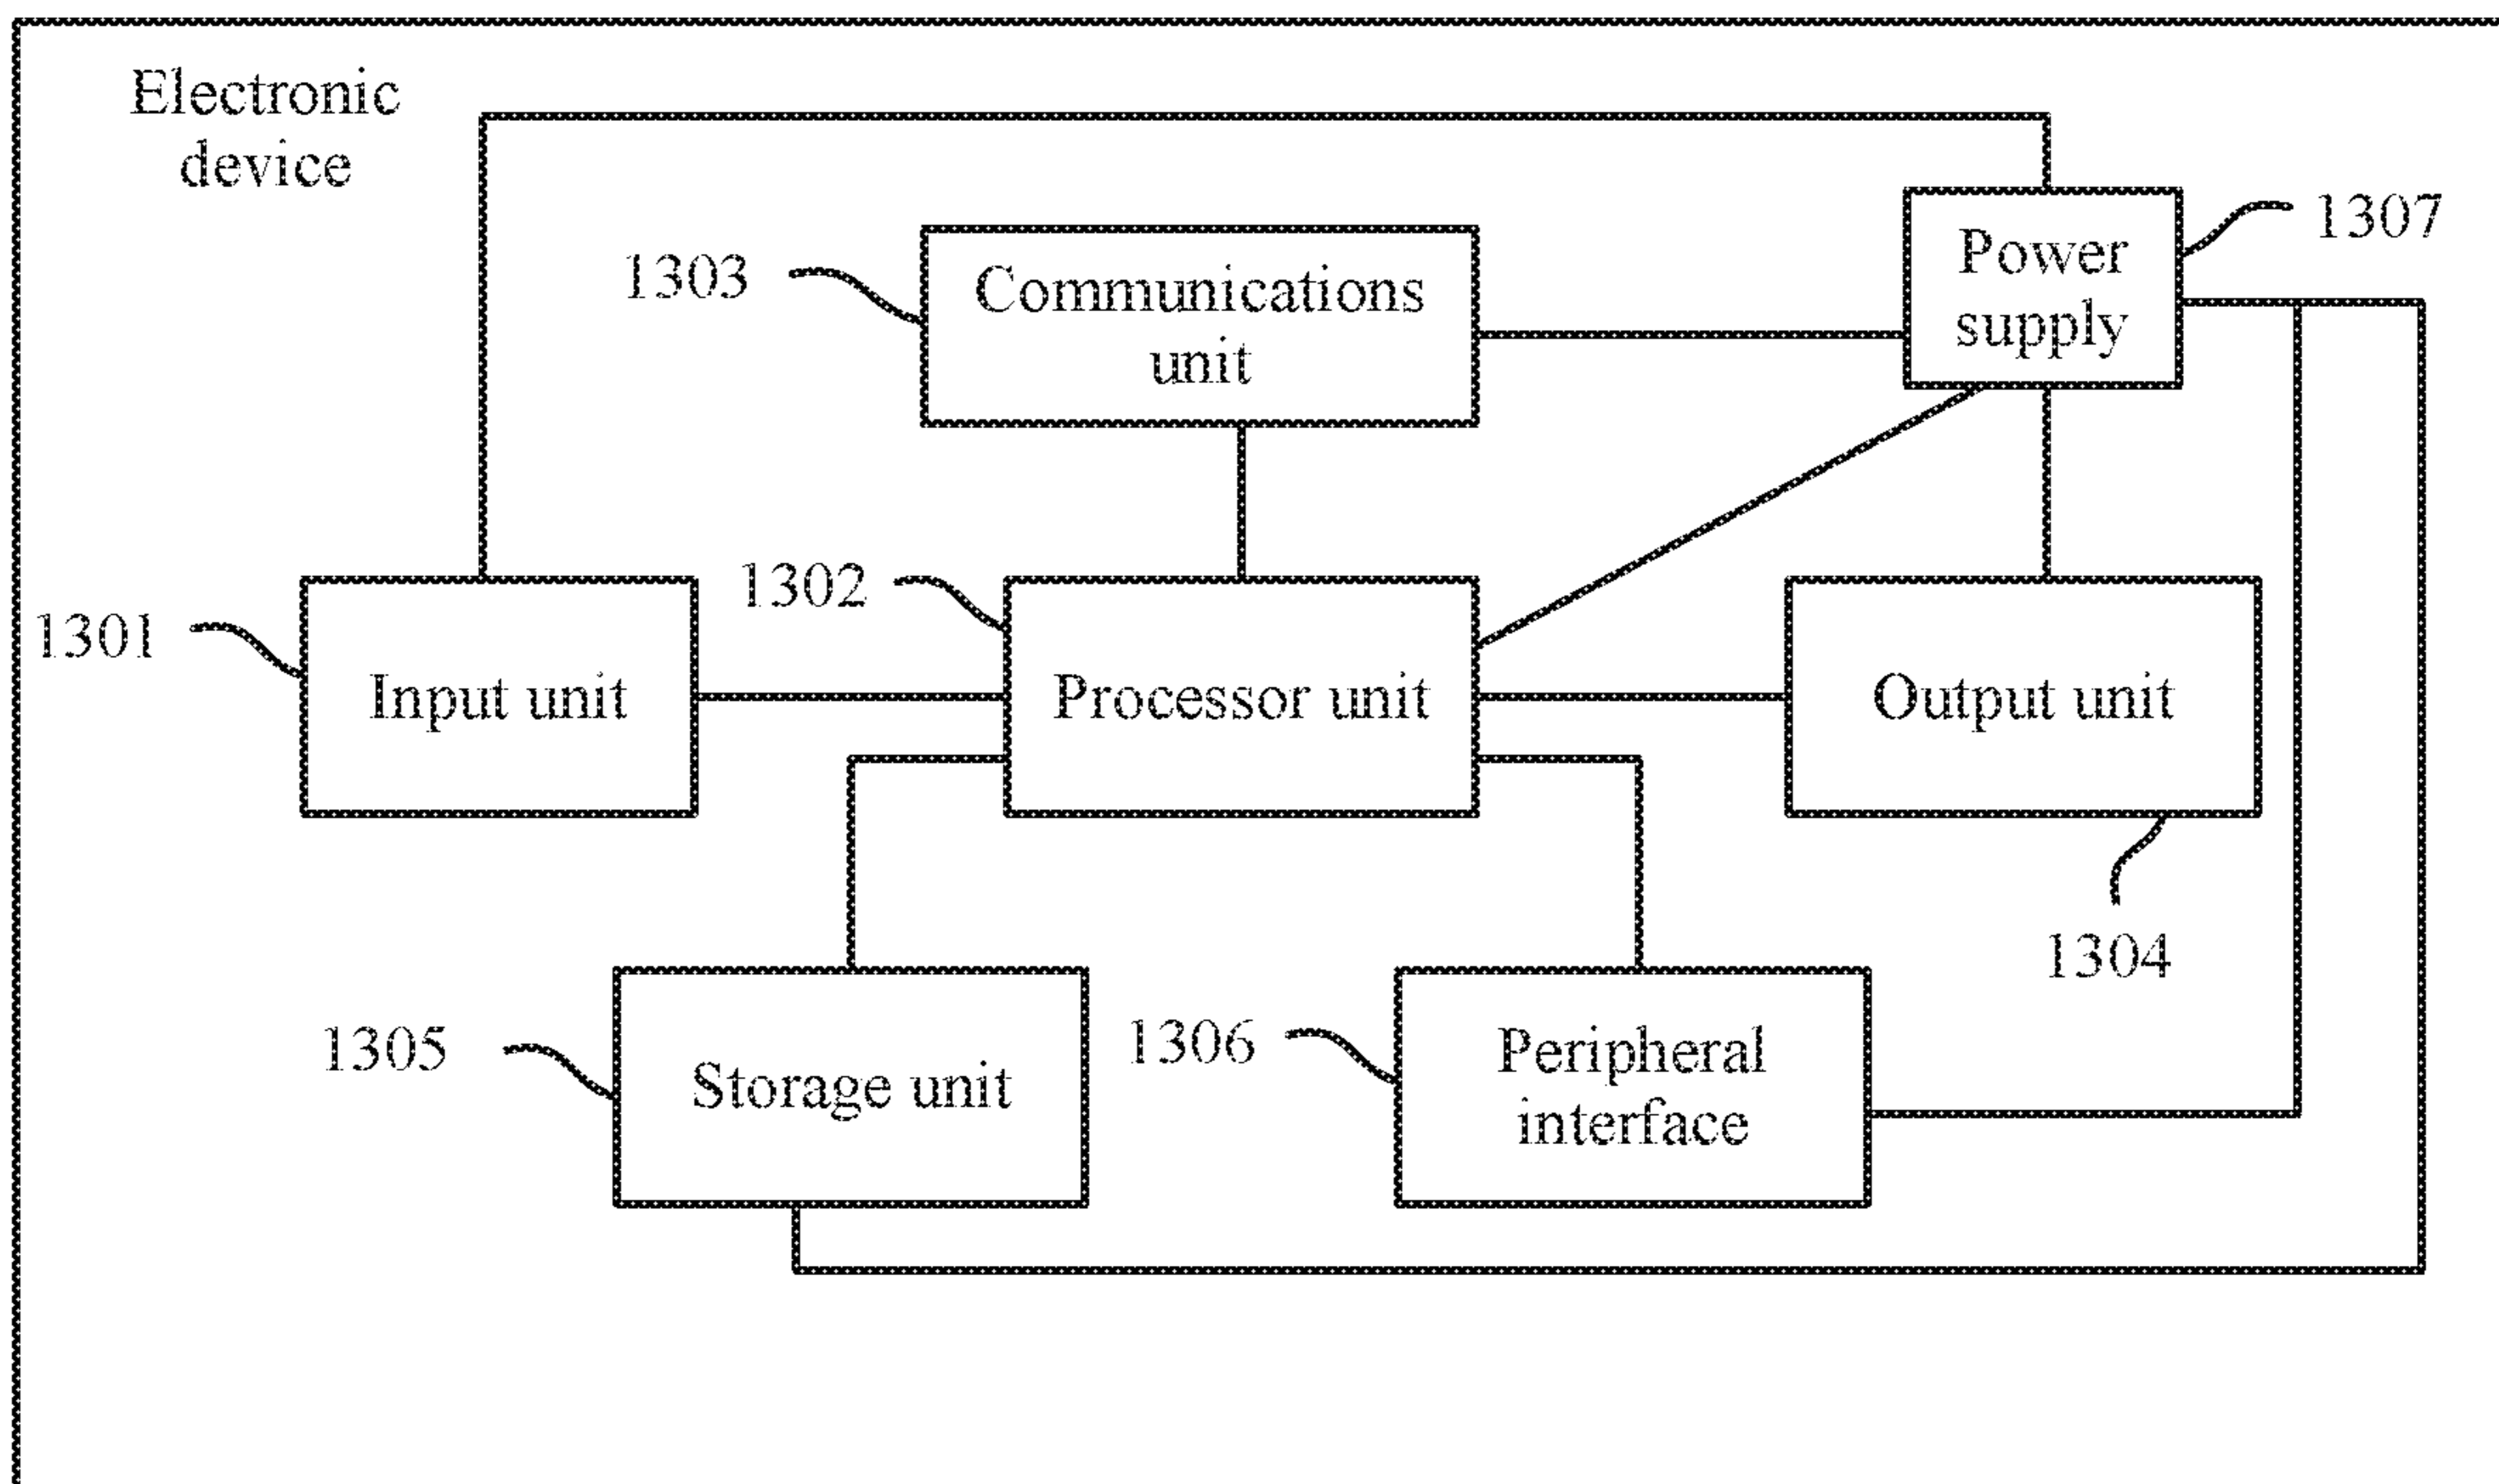 Electronic
device
1307
Power
supply
1303
Communications
unit
1302
1301
Input unit
Processor unit
Output unit
1304
1305
Storage unit
1306
Peripheral
interface